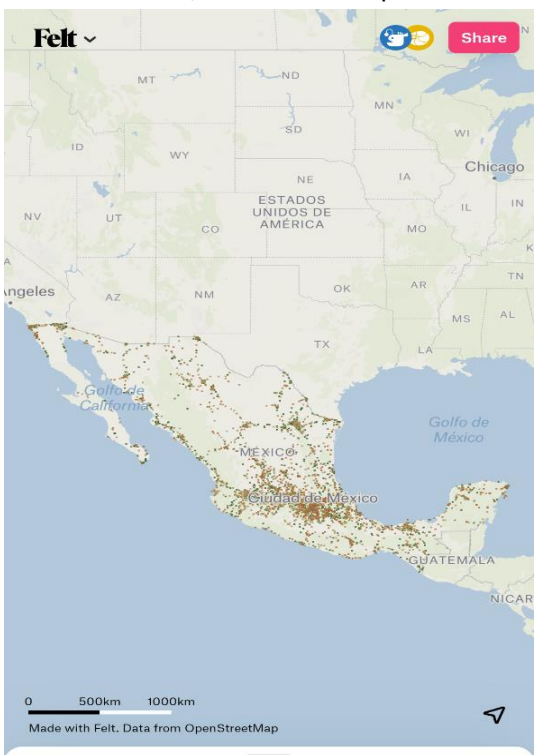 Felt
Share
MT
ND
MN
SD
WI
ID
WY
Chicago
NE
IA
ESTADOS
UNIDOS DE
AMÉRICA
NV
UT
CO
IL
IN
MO
K
TN
Angeles
AZ
NM
OK
AR
MS
AL
TX
LA
Golfo de
California
Golfo de
México
MÉXICO
Ciudad de México
GUATEMALA
NICAR
0 500km 1000km
Made with Felt. Data from OpenStreetMap